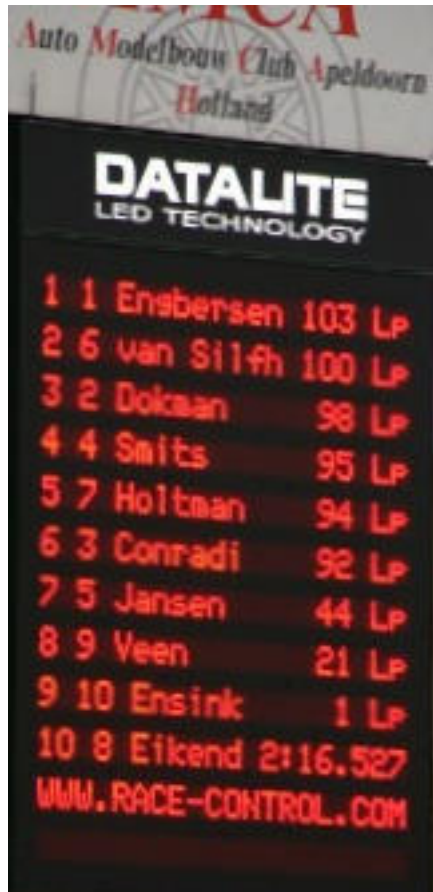 Auto Modelbouw Club Apeldoorn
Holland
DATALITE
LED TECHNOLOGY
1 1 Engbersen 103 Lp
2 6 van Silfh 100 Lp
3 2 Dokman 98 Lp
4 4 Smits 95 Lp
5 7 Holtman 94 Lp
6 3 Conradi 92 Lp
7 5 Jansen 44 Lp
8 9 Veen 21 Lp
9 10 Ensink 1 Lp
10 8 Eikend 2:16.527
WWW.RACE-CONTROL.COM